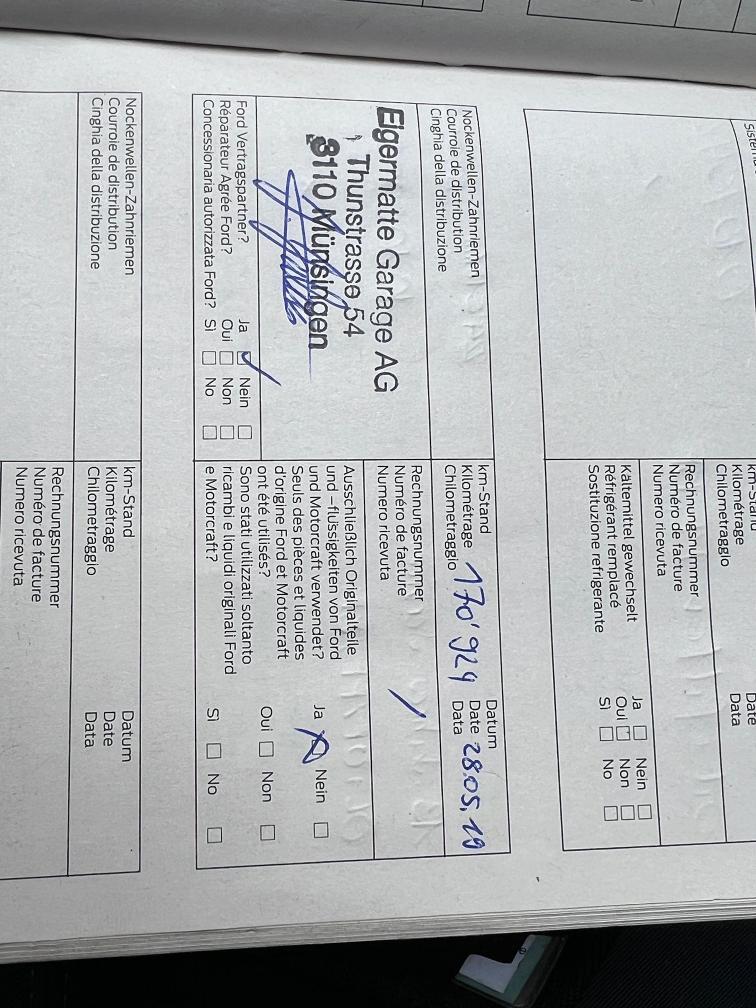 km-Stand
Kilométrage
Chilometraggio
Date
Data
Rechnungsnummer
Numéro de facture
Numero ricevuta
Kältemittel gewechselt
Réfrigérant remplacé
Sostituzione refrigerante
Ja ☐ Nein ☐
Oui ☐ Non ☐
Sì ☐ No ☐
Nockenwellen-Zahnriemen
Courroie de distribution
Cinghia della distribuzione
km-Stand
Kilométrage
Chilometraggio
170'924
Datum
Date
Data
28.05.19
Eigermatte Garage AG
Thunstrasse 54
3110 Münsingen
Rechnungsnummer
Numéro de facture
Numero ricevuta
Ford Vertragspartner?
Réparateur Agrée Ford?
Concessionaria autorizzata Ford?
Ja ☑ Nein ☐
Oui ☐ Non ☐
Sì ☐ No ☐
Ausschließlich Originalteile
und –flüssigkeiten von Ford
und Motorcraft verwendet?
Seuls des pièces et liquides
d'origine Ford et Motorcraft
ont été utilisés?
Sono stati utilizzati soltanto
ricambi e liquidi originali Ford
e Motorcraft?
Ja ☒ Nein ☐
Oui ☐ Non ☐
Sì ☐ No ☐
Nockenwellen-Zahnriemen
Courroie de distribution
Cinghia della distribuzione
km-Stand
Kilométrage
Chilometraggio
Datum
Date
Data
Rechnungsnummer
Numéro de facture
Numero ricevuta